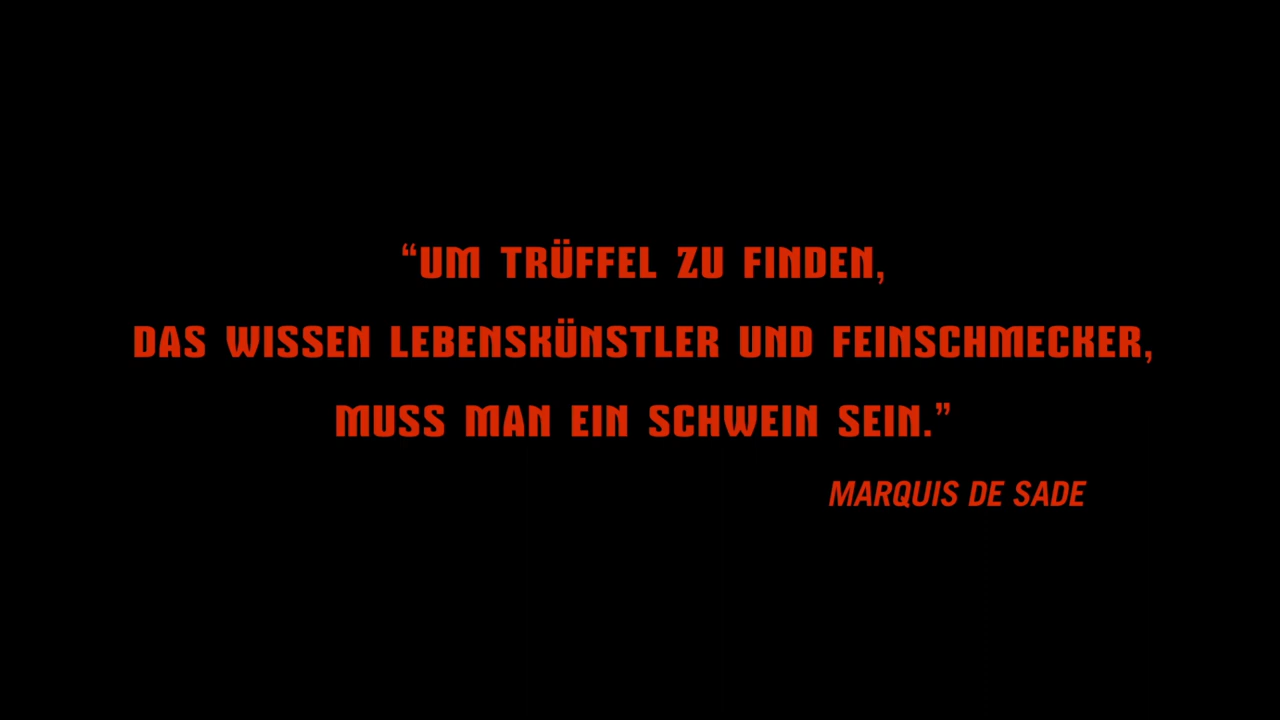 “UM TRÜFFEL ZU FINDEN,
DAS WISSEN LEBENSKÜNSTLER UND FEINSCHMECKER,
MUSS MAN EIN SCHWEIN SEIN.”
MARQUIS DE SADE